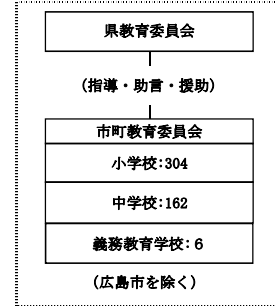 県教育委員会
(指導・助言・援助)
市町教育委員会
小学校:304
中学校:162
義務教育学校:6
(広島市を除く)